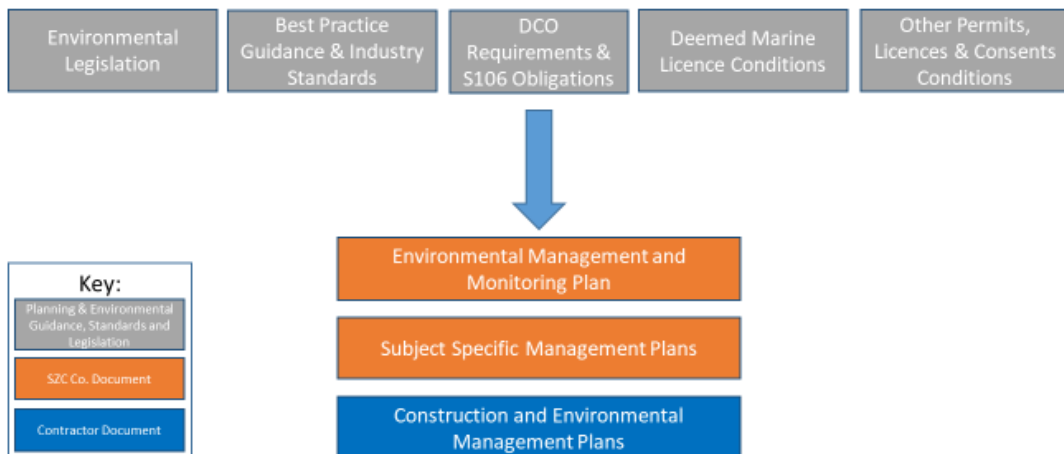 Environmental
Legislation
Best Practice
Guidance & Industry
Standards
DCO
Requirements &
S106 Obligations
Deemed Marine
Licence Conditions
Other Permits,
Licences & Consents
Conditions
Environmental Management and
Monitoring Plan
Subject Specific Management Plans
Construction and Environmental
Management Plans
Key:
Planning & Environmental
Guidance, Standards and
Legislation
SZC Co. Document
Contractor Document